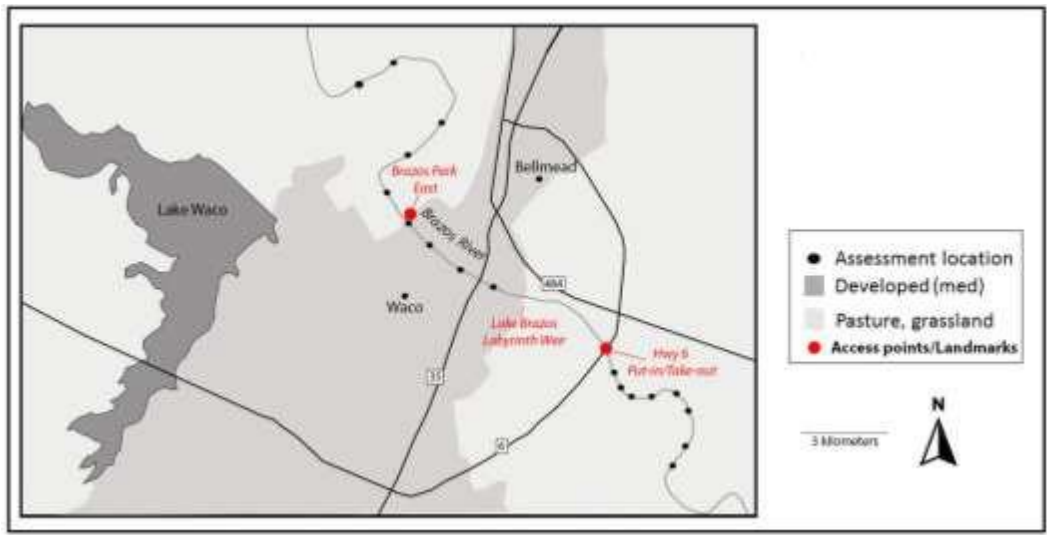 Brazos Park
East
Bellmead
Lake Waco
Brazos River
Waco
484
Lake Brazos
Labyrinth Weir
Hwy 6
Put-in/Take-out
35
6
Assessment location
Developed (med)
Pasture, grassland
Access points/Landmarks
3 kilometers
N